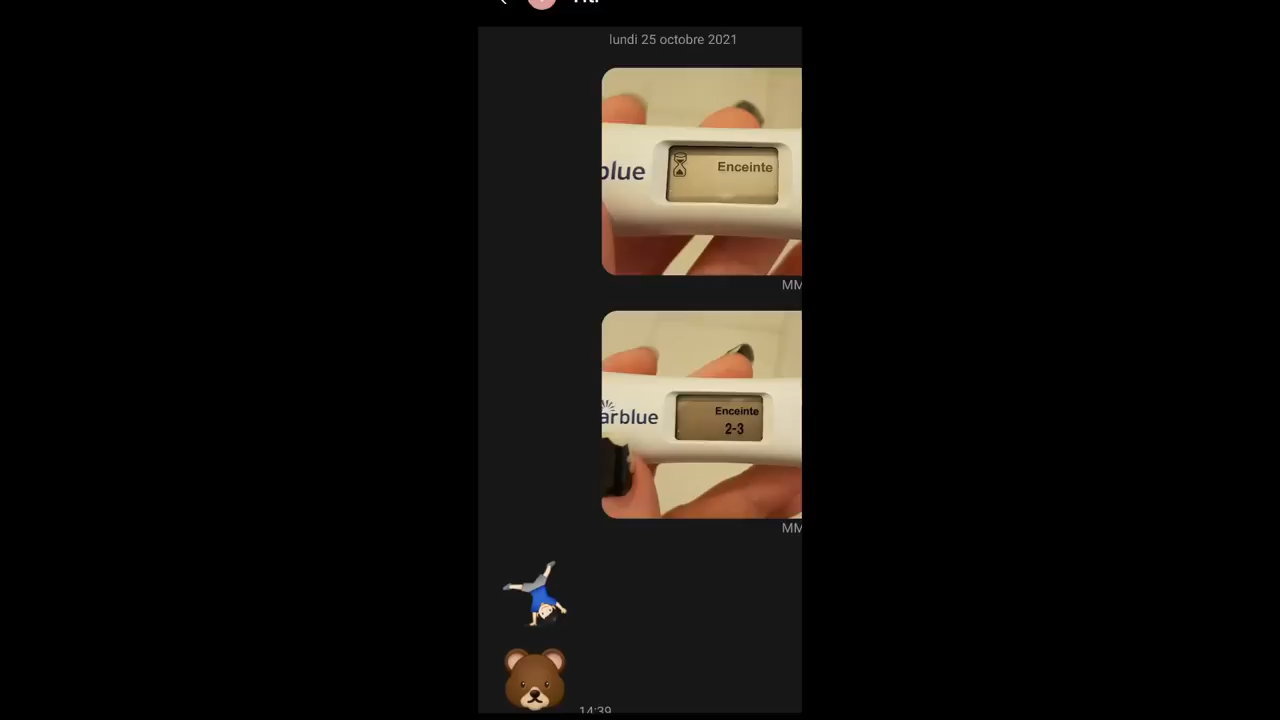 lundi 25 octobre 2021
blue
Enceinte
MM
arblue
Enceinte
2-3
MM
14:39